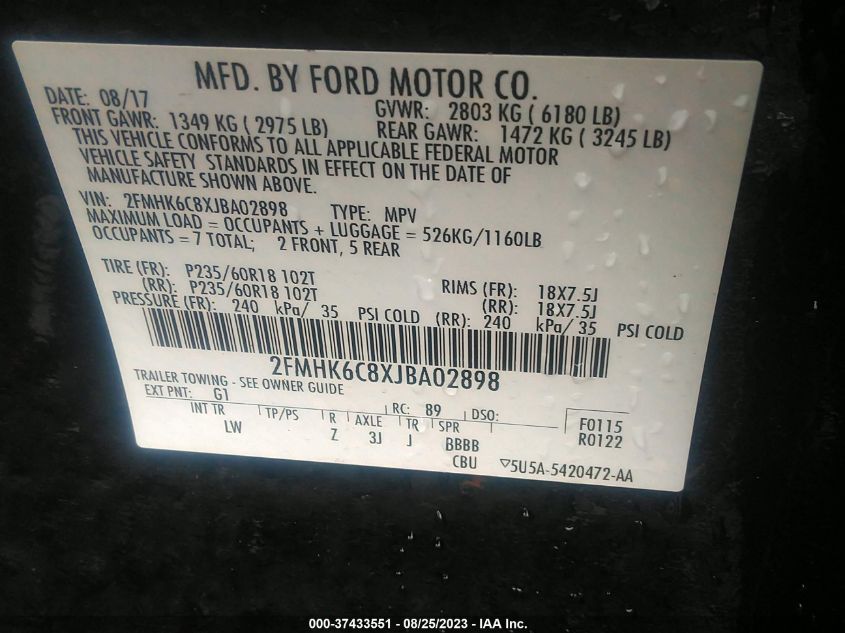 MFD. BY FORD MOTOR CO.
DATE: 08/17 GVWR: 2803 KG ( 6180 LB)
FRONT GAWR: 1349 KG ( 2975 LB) REAR GAWR: 1472 KG ( 3245 LB)
THIS VEHICLE CONFORMS TO ALL APPLICABLE FEDERAL MOTOR
VEHICLE SAFETY STANDARDS IN EFFECT ON THE DATE OF
MANUFACTURE SHOWN ABOVE.
VIN: 2FMHK6C8XJBA02898 TYPE: MPV
MAXIMUM LOAD = OCCUPANTS + LUGGAGE = 526KG/1160LB
OCCUPANTS = 7 TOTAL; 2 FRONT, 5 REAR
TIRE (FR): P235/60R18 102T RIMS (FR): 18X7.5J
(RR): P235/60R18 102T (RR): 18X7.5J
PRESSURE (FR): 240 kPa/ 35 PSI COLD (RR): 240 kPa/ 35 PSI COLD
2FMHK6C8XJBA02898
TRAILER TOWING - SEE OWNER GUIDE
EXT PNT: G1 RC: 89 DSO: F0115
INT TR TP/PS R AXLE TR SPR R0122
LW Z 3J J BBBB
CBU ▽5U5A-5420472-AA
000-37433551 - 08/25/2023 - IAA Inc.